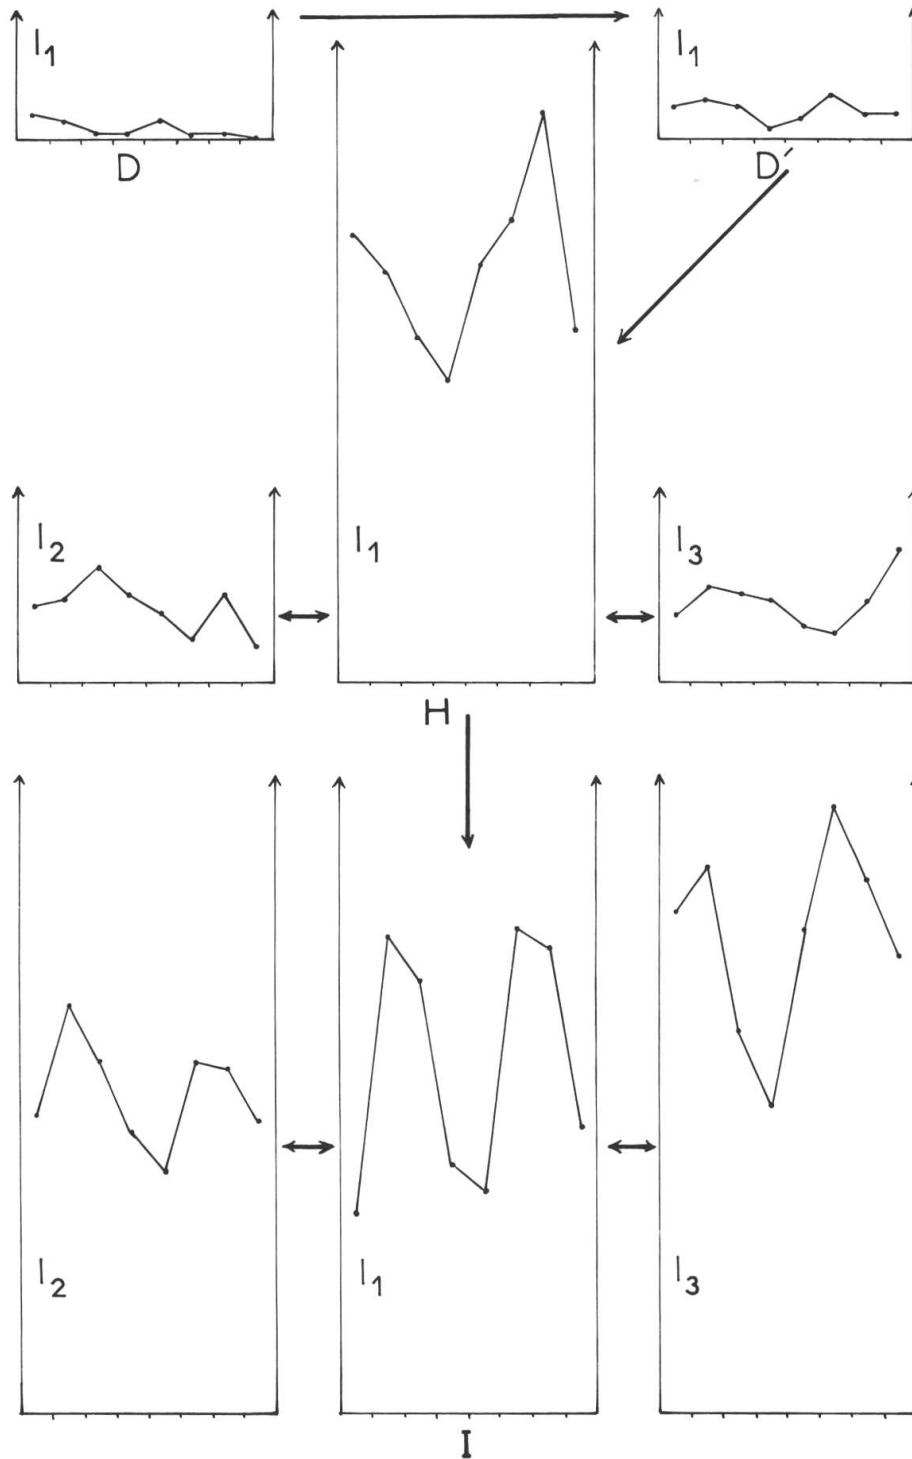 I₁ I₁
D D′
I₂ I₁ I₃
H
I₂ I₁ I₃
I